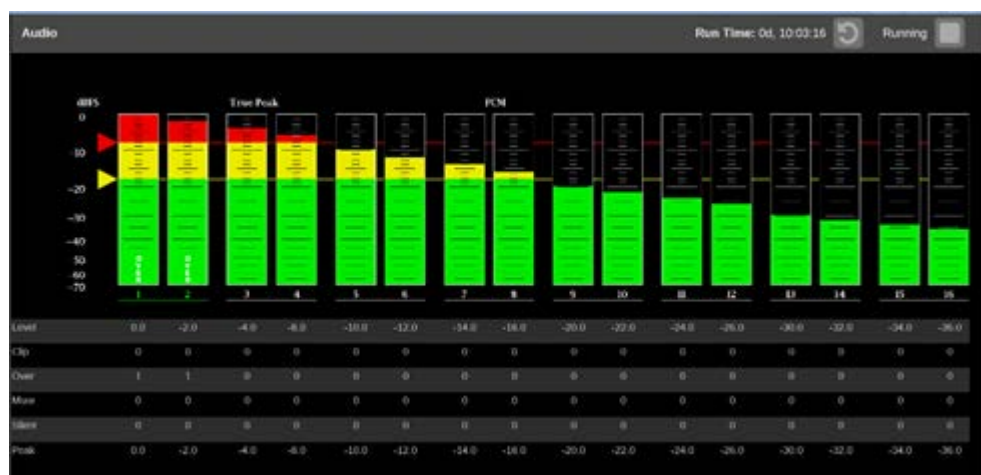 Audio Run Time: 0d, 10:03:16 Running
dBFS True Peak PCM
0
-10
-20
-30
-40
-50
-60
-70
1 2 3 4 5 6 7 8 9 10 11 12 13 14 15 16
Level 0.0 -2.0 -4.0 -6.0 -10.0 -12.0 -14.0 -16.0 -20.0 -22.0 -24.0 -26.0 -30.0 -32.0 -34.0 -36.0
Clip 0 0 0 0 0 0 0 0 0 0 0 0 0 0 0 0
Over 1 1 0 0 0 0 0 0 0 0 0 0 0 0 0 0
Mute 0 0 0 0 0 0 0 0 0 0 0 0 0 0 0 0
Silent 0 0 0 0 0 0 0 0 0 0 0 0 0 0 0 0
Peak 0.0 -2.0 -4.0 -6.0 -10.0 -12.0 -14.0 -16.0 -20.0 -22.0 -24.0 -26.0 -30.0 -32.0 -34.0 -36.0